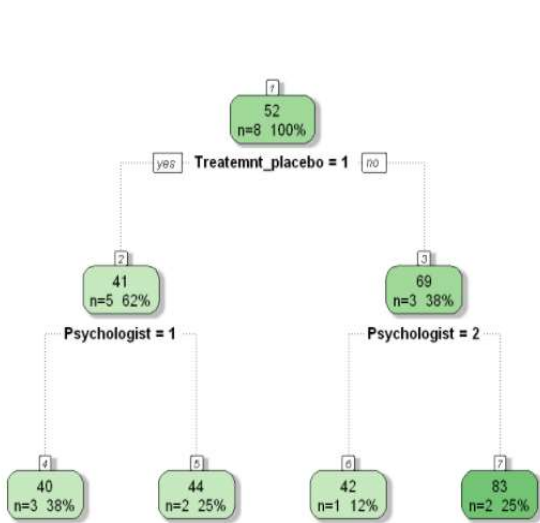 1
52
n=8 100%
yes Treatemnt_placebo = 1 no
2 3
41 69
n=5 62% n=3 38%
Psychologist = 1 Psychologist = 2
4 5 6 7
40 44 42 83
n=3 38% n=2 25% n=1 12% n=2 25%